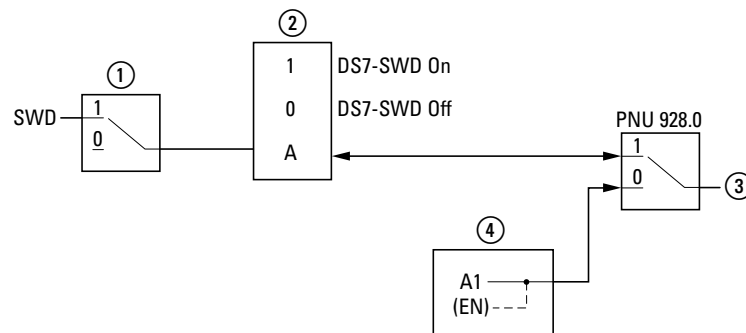 ②
①
1 DS7-SWD On
0 DS7-SWD Off
A
SWD
1
0
PNU 928.0
1
0
③
④
A1
(EN)